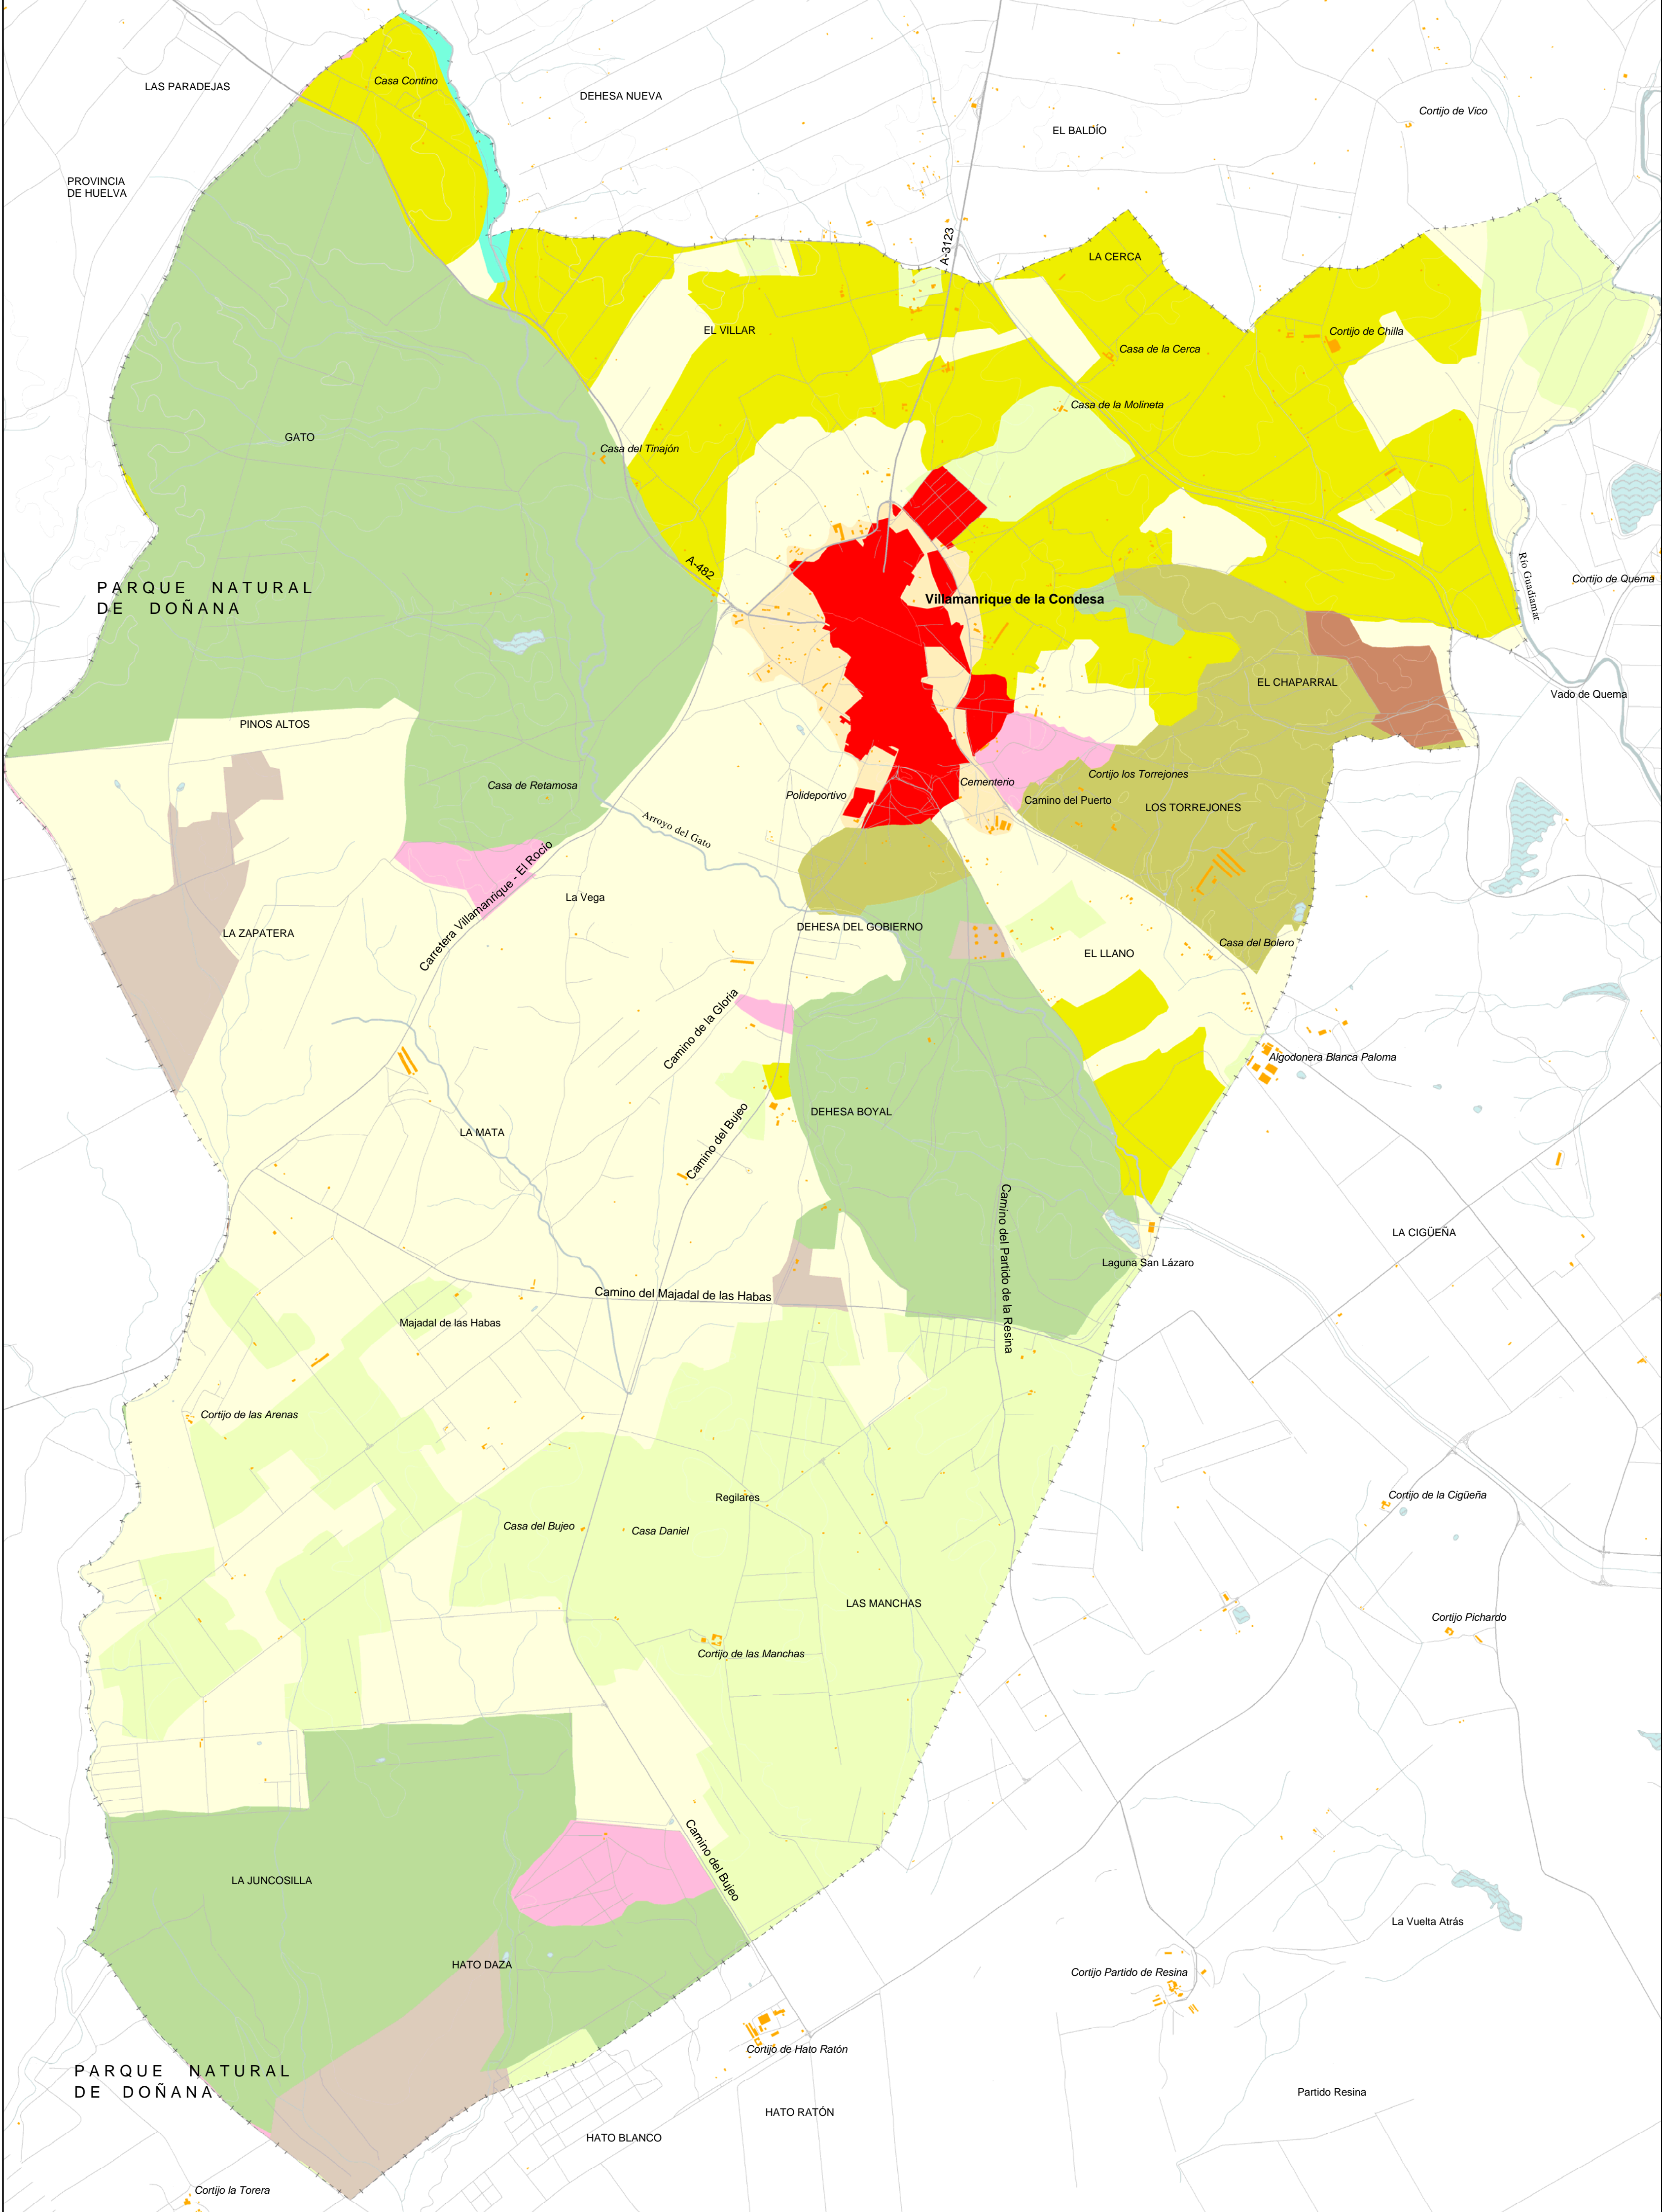 Casa Contino
LAS PARADEJAS
DEHESA NUEVA
Cortijo de Vico
EL BALDÍO
PROVINCIA
DE HUELVA
A-3123
LA CERCA
EL VILLAR
Cortijo de Chilla
Casa de la Cerca
Casa de la Molineta
GATO
Casa del Tinajón
A-482
Río Guadiamar
Cortijo de Quema
PARQUE NATURAL
DE DOÑANA
Villamanrique de la Condesa
EL CHAPARRAL
Vado de Quema
PINOS ALTOS
Cortijo los Torrejones
Casa de Retamosa
Cementerio
Polideportivo
Camino del Puerto
LOS TORREJONES
Arroyo del Gato
Carretera Villamanrique - El Rocío
La Vega
DEHESA DEL GOBIERNO
LA ZAPATERA
Casa del Bolero
EL LLANO
Camino de la Gloria
Algodonera Blanca Paloma
DEHESA BOYAL
LA MATA
Camino del Bujeo
Camino del Partido de la Resina
LA CIGÜEÑA
Laguna San Lázaro
Camino del Majadal de las Habas
Majadal de las Habas
Cortijo de las Arenas
Cortijo de la Cigüeña
Regilares
Casa del Bujeo
Casa Daniel
LAS MANCHAS
Cortijo Pichardo
Cortijo de las Manchas
Camino del Bujeo
LA JUNCOSILLA
La Vuelta Atrás
HATO DAZA
Cortijo Partido de Resina
Cortijo de Hato Ratón
PARQUE NATURAL
DE DOÑANA
Partido Resina
HATO RATÓN
HATO BLANCO
Cortijo la Torera